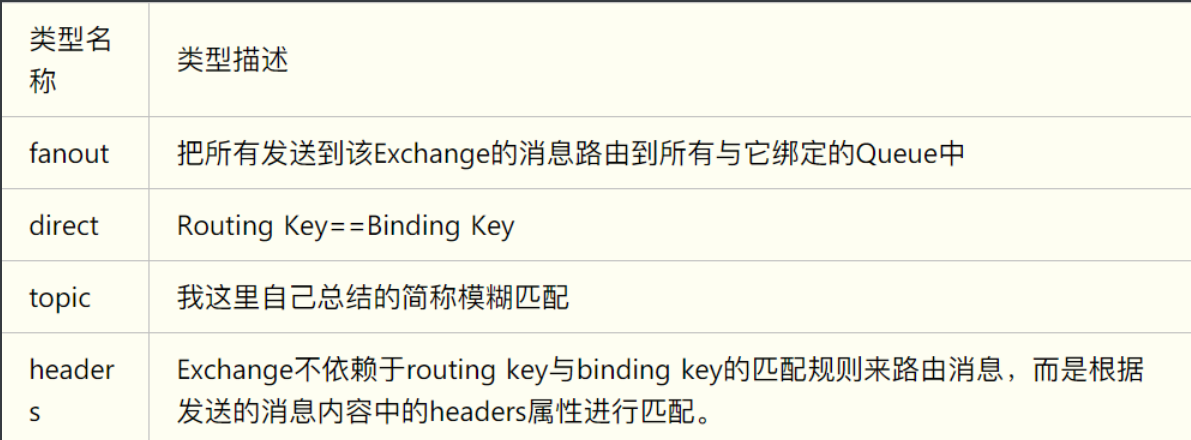 类型名
称
类型描述
fanout
把所有发送到该Exchange的消息路由到所有与它绑定的Queue中
direct
Routing Key==Binding Key
topic
我这里自己总结的简称模糊匹配
header
s
Exchange不依赖于routing key与binding key的匹配规则来路由消息，而是根据
发送的消息内容中的headers属性进行匹配。